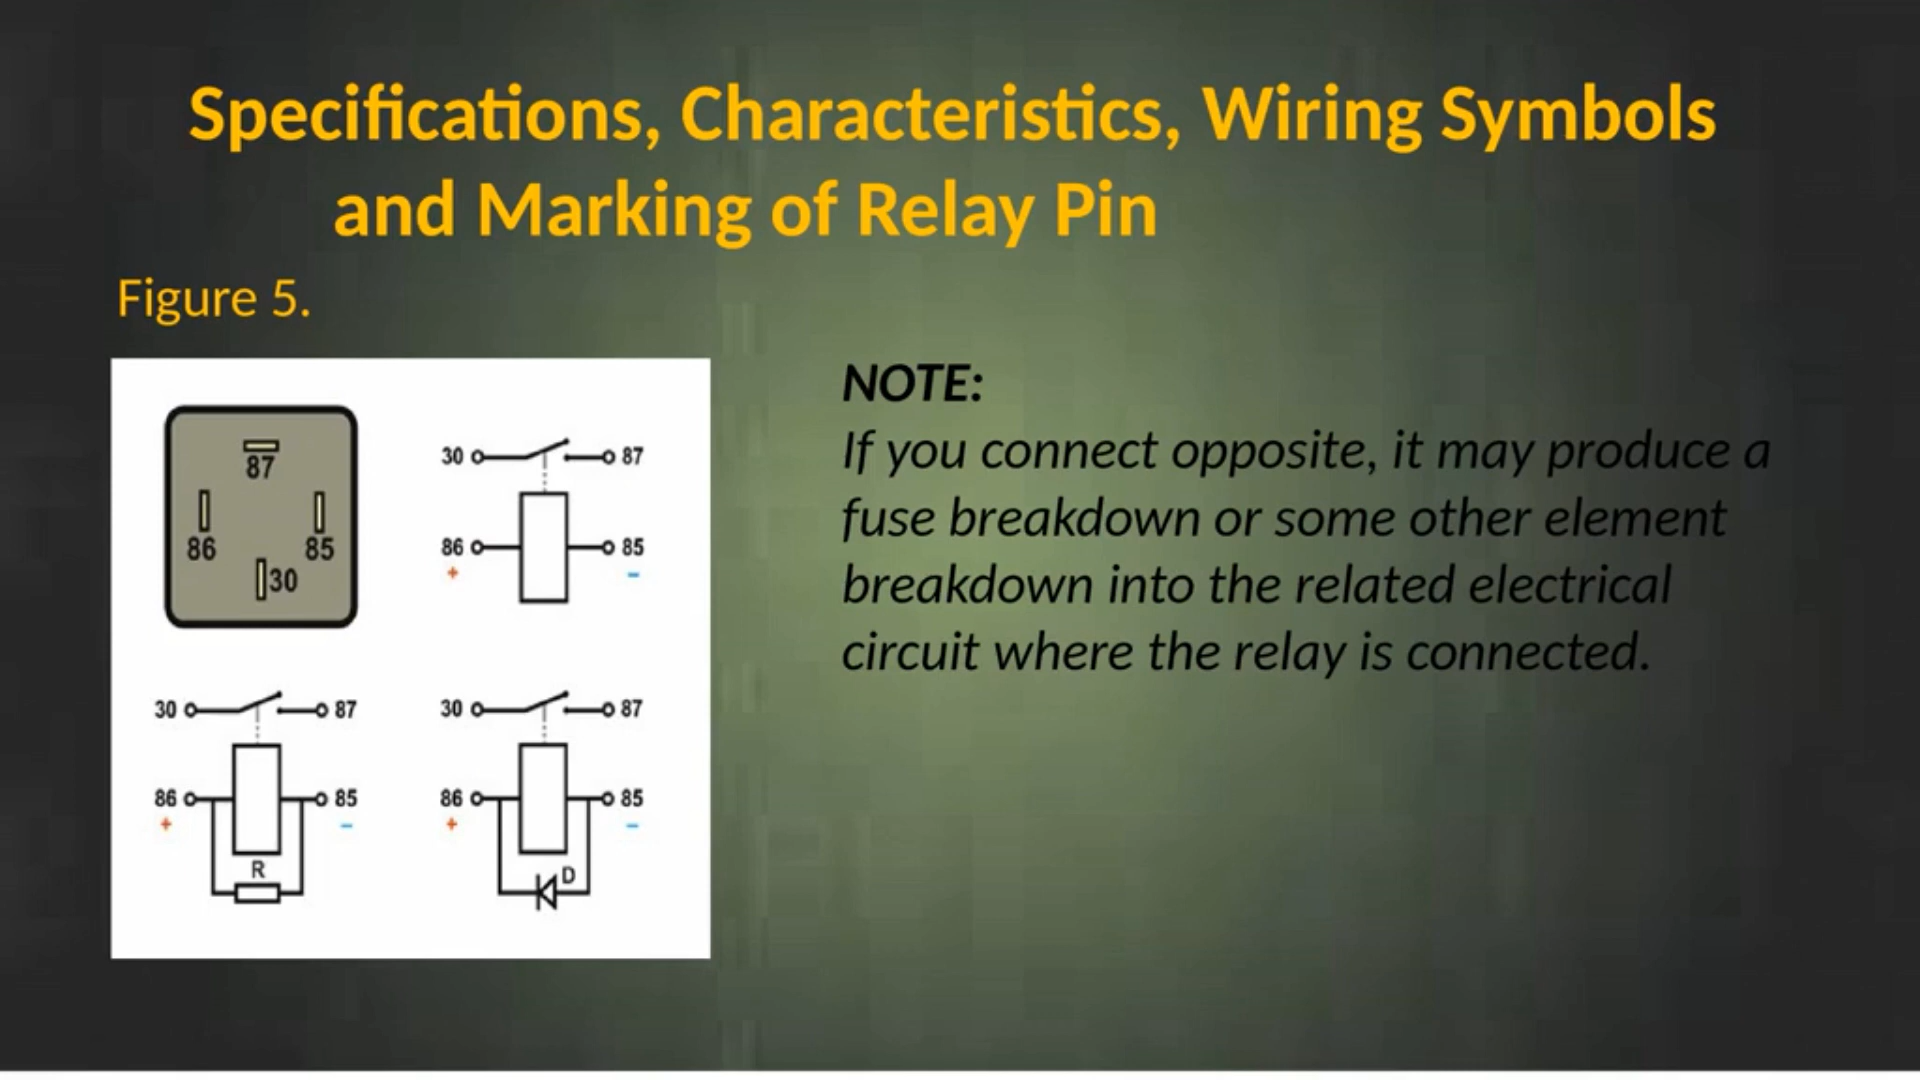 Specifications, Characteristics, Wiring Symbols
and Marking of Relay Pin
Figure 5.
87
86 85
30
30 87
86 85
+ -
30 87
86 85
+ -
R
30 87
86 85
+ -
D
NOTE:
If you connect opposite, it may produce a
fuse breakdown or some other element
breakdown into the related electrical
circuit where the relay is connected.